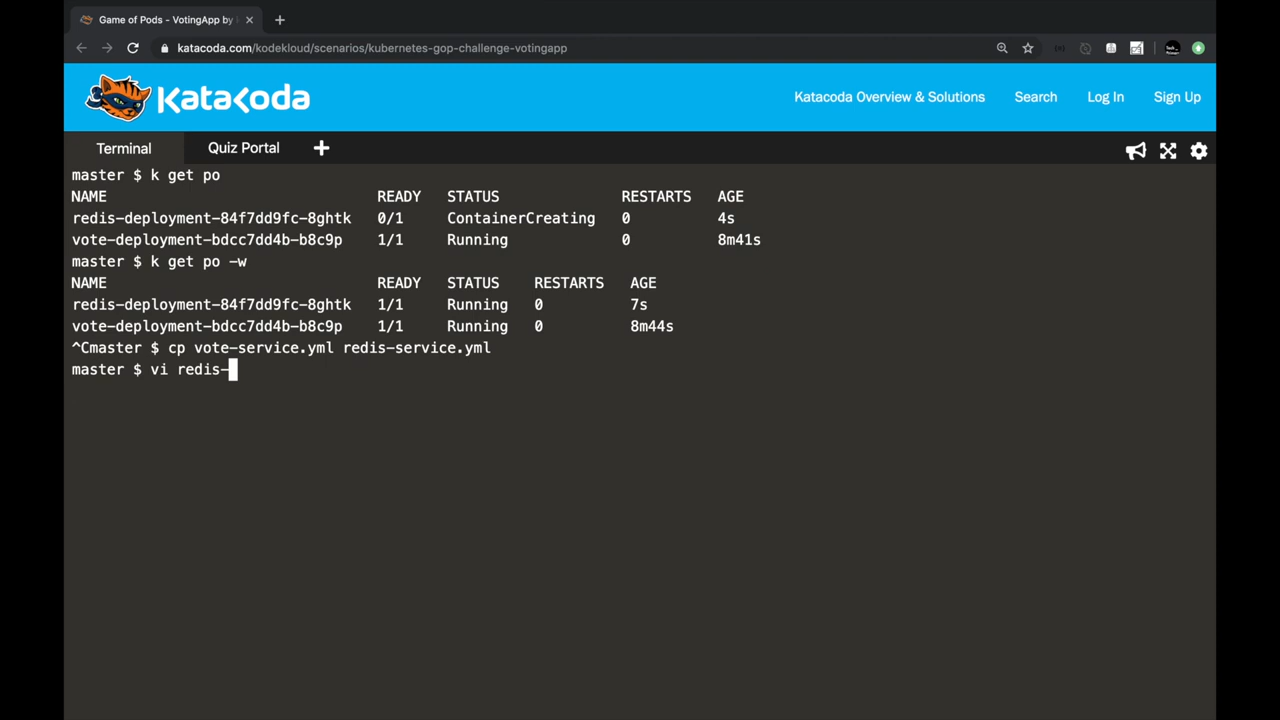 Game of Pods - VotingApp by
katacoda.com/kodekloud/scenarios/kubernetes-gop-challenge-votingapp
katacoda
Katacoda Overview & Solutions
Search
Log In
Sign Up
Terminal
Quiz Portal
master $ k get po
NAME READY STATUS RESTARTS AGE
redis-deployment-84f7dd9fc-8ghtk 0/1 ContainerCreating 0 4s
vote-deployment-bdcc7dd4b-b8c9p 1/1 Running 0 8m41s
master $ k get po -w
NAME READY STATUS RESTARTS AGE
redis-deployment-84f7dd9fc-8ghtk 1/1 Running 0 7s
vote-deployment-bdcc7dd4b-b8c9p 1/1 Running 0 8m44s
^Cmaster $ cp vote-service.yml redis-service.yml
master $ vi redis-